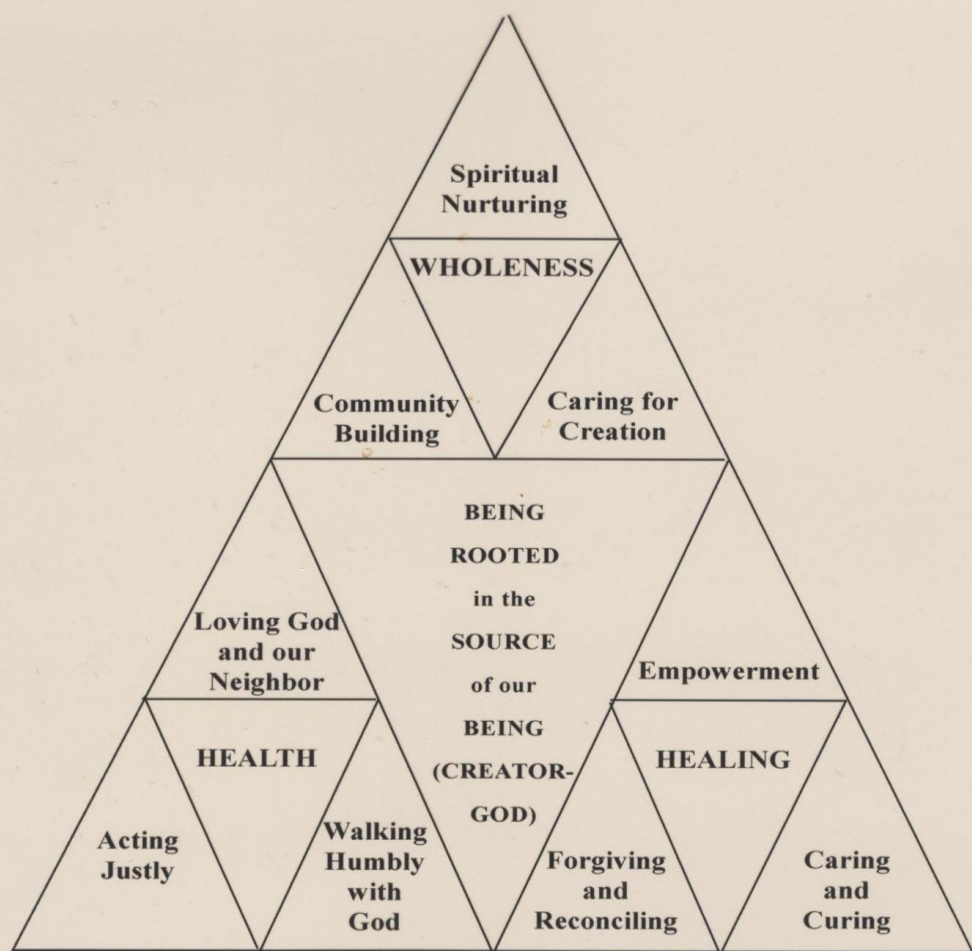 Spiritual
Nurturing
WHOLENESS
Community
Building
Caring for
Creation
BEING
ROOTED
in the
SOURCE
of our
BEING
(CREATOR-
GOD)
Loving God
and our
Neighbor
HEALTH
Acting
Justly
Walking
Humbly
with
God
Empowerment
HEALING
Forgiving
and
Reconciling
Caring
and
Curing